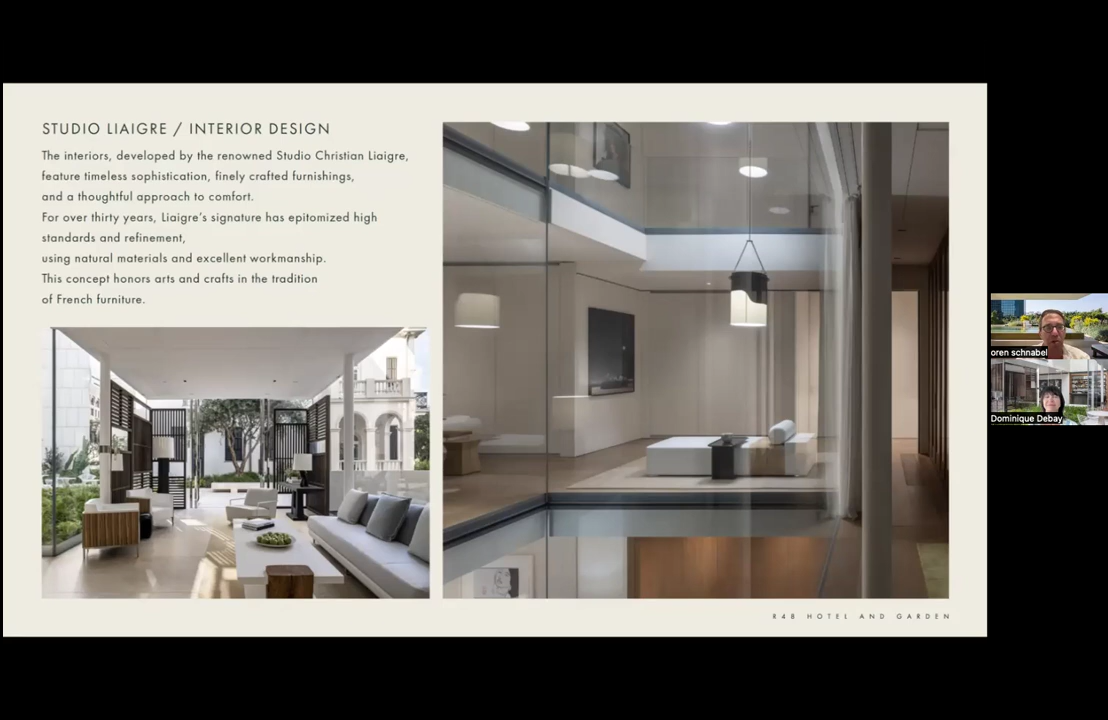 STUDIO LIAIGRE / INTERIOR DESIGN
The interiors, developed by the renowned Studio Christian Liaigre,
feature timeless sophistication, finely crafted furnishings,
and a thoughtful approach to comfort.
For over thirty years, Liaigre's signature has epitomized high
standards and refinement,
using natural materials and excellent workmanship.
This concept honors arts and crafts in the tradition
of French furniture.
R48 HOTEL AND GARDEN
oren schnabel
Dominique Debay